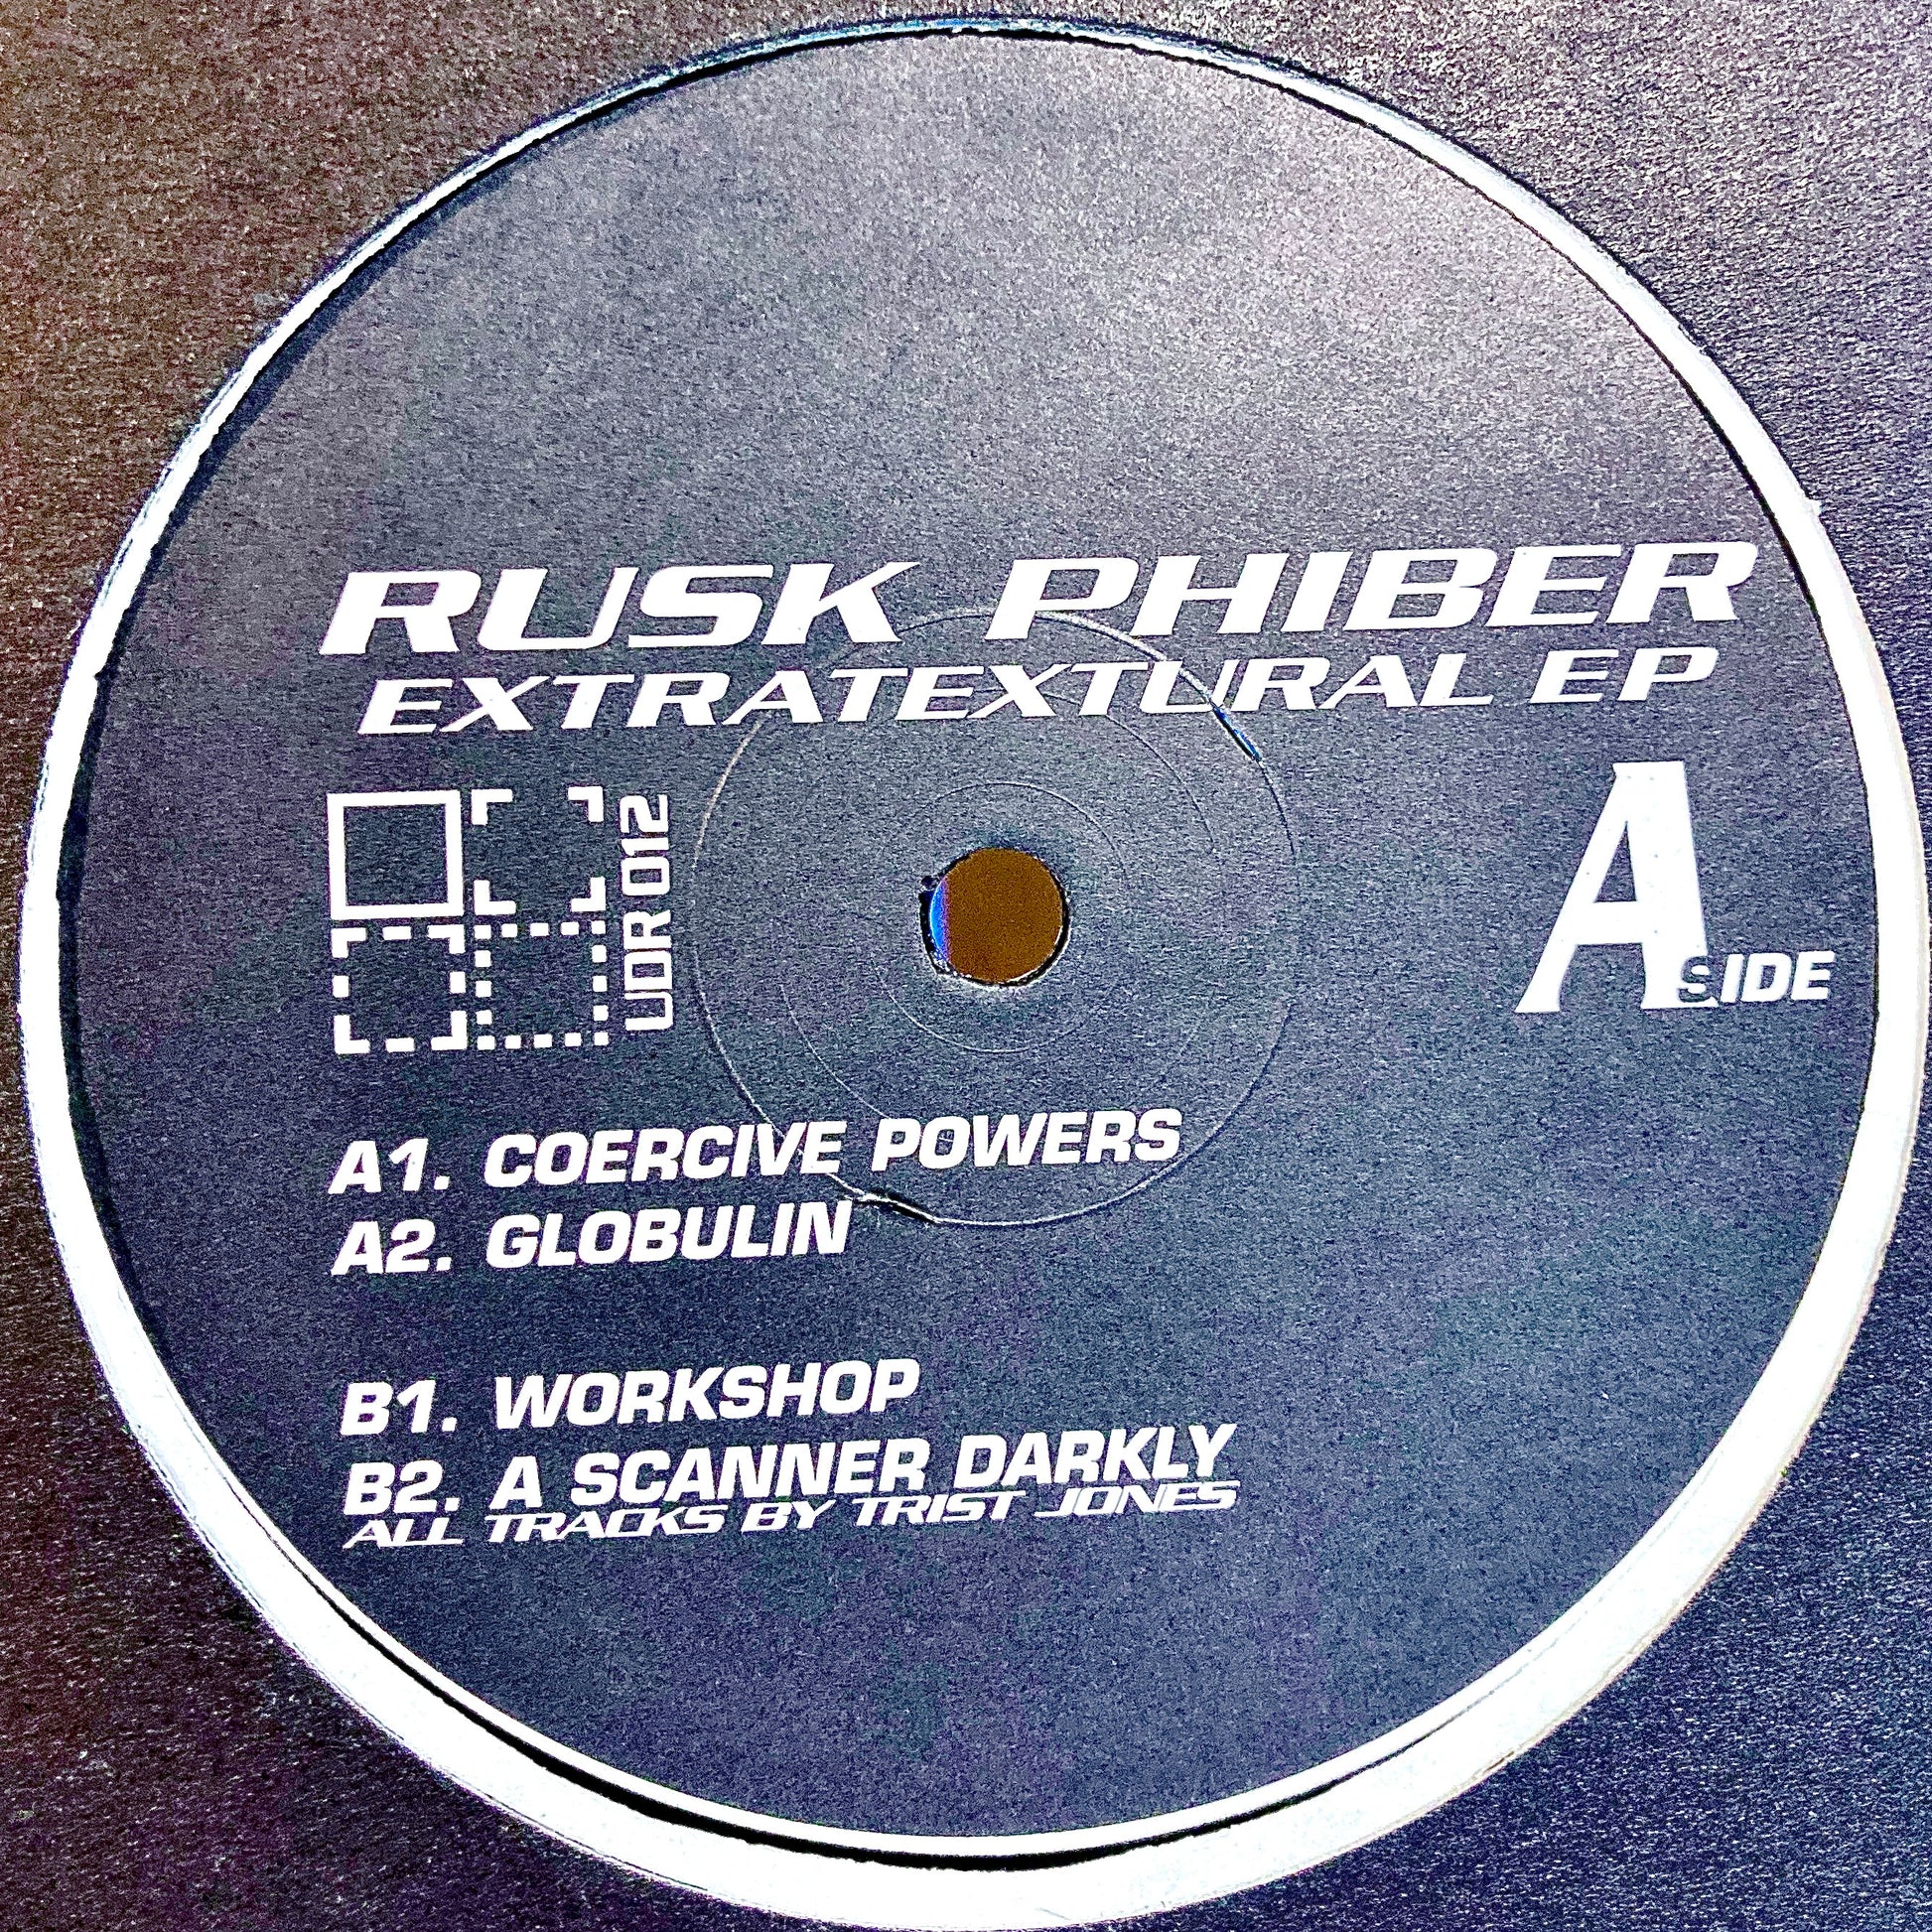 RUSK PHIBER
EXTRATEXTURAL EP
UDR 012
A SIDE
A1. COERCIVE POWERS
A2. GLOBULIN
B1. WORKSHOP
B2. A SCANNER DARKLY
ALL TRACKS BY TRIST JONES